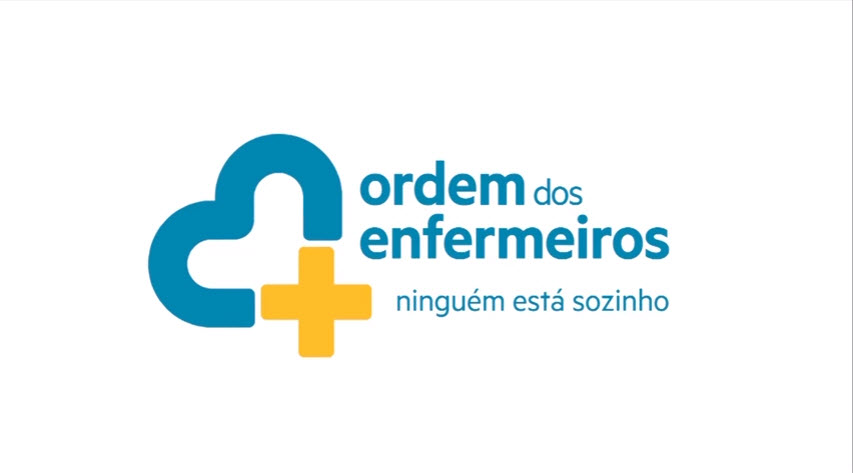 ordem dos
enfermeiros
ninguém está sozinho